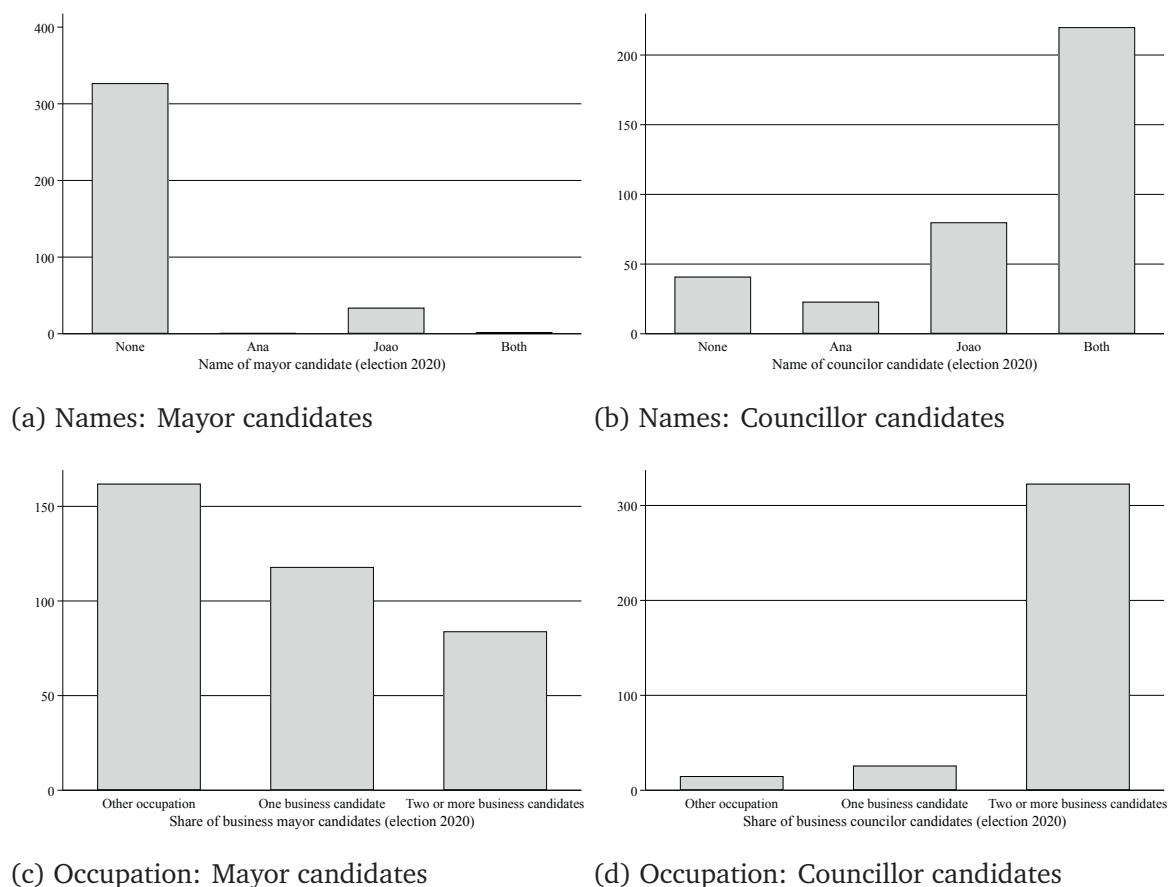 400
300
200
100
0
None Ana Joao Both
Name of mayor candidate (election 2020)
(a) Names: Mayor candidates
200
150
100
50
0
None Ana Joao Both
Name of councilor candidate (election 2020)
(b) Names: Councillor candidates
150
100
50
0
Other occupation One business candidate Two or more business candidates
Share of business mayor candidates (election 2020)
(c) Occupation: Mayor candidates
300
200
100
0
Other occupation One business candidate Two or more business candidates
Share of business councilor candidates (election 2020)
(d) Occupation: Councillor candidates